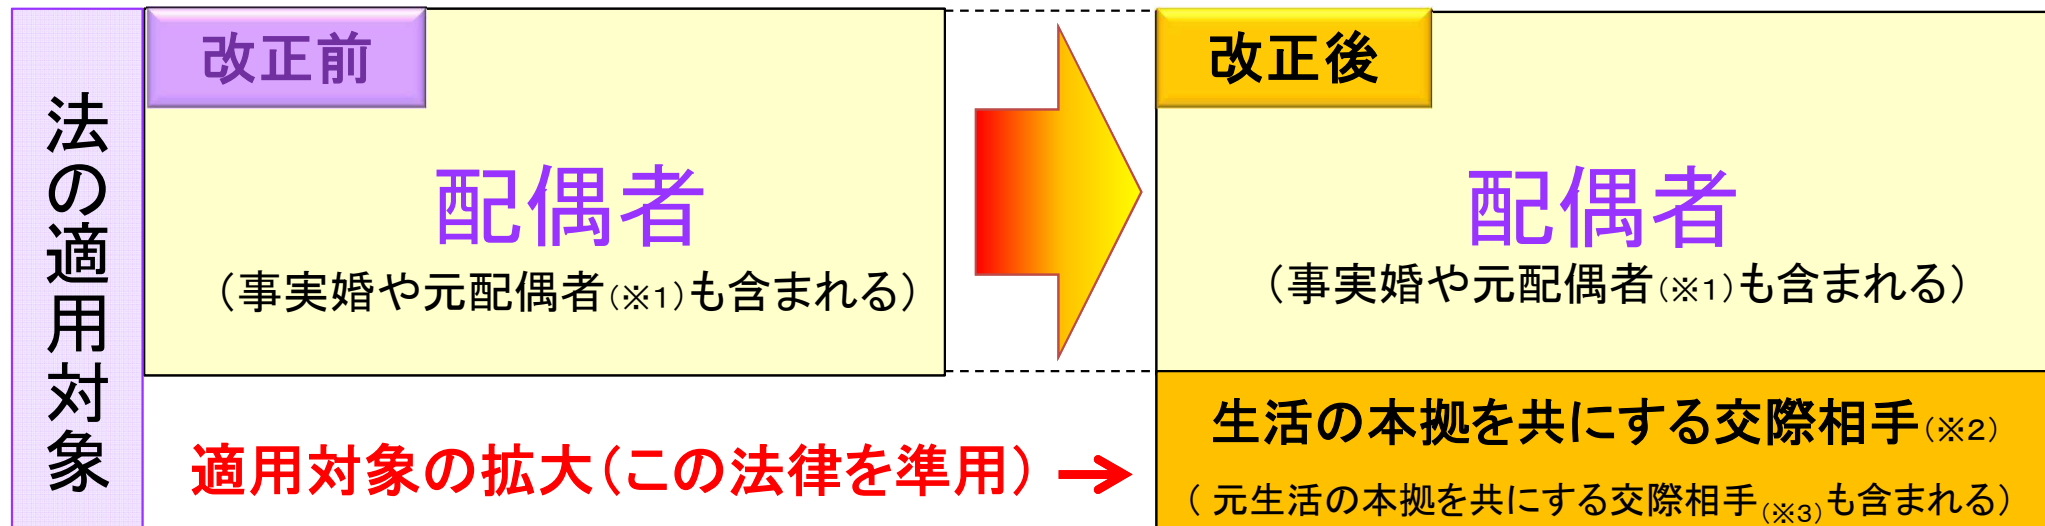 法の適用対象
改正前
配偶者
（事実婚や元配偶者（※1）も含まれる）
改正後
配偶者
（事実婚や元配偶者（※1）も含まれる）
適用対象の拡大（この法律を準用）→
生活の本拠を共にする交際相手（※2）
（ 元生活の本拠を共にする交際相手（※3）も含まれる）